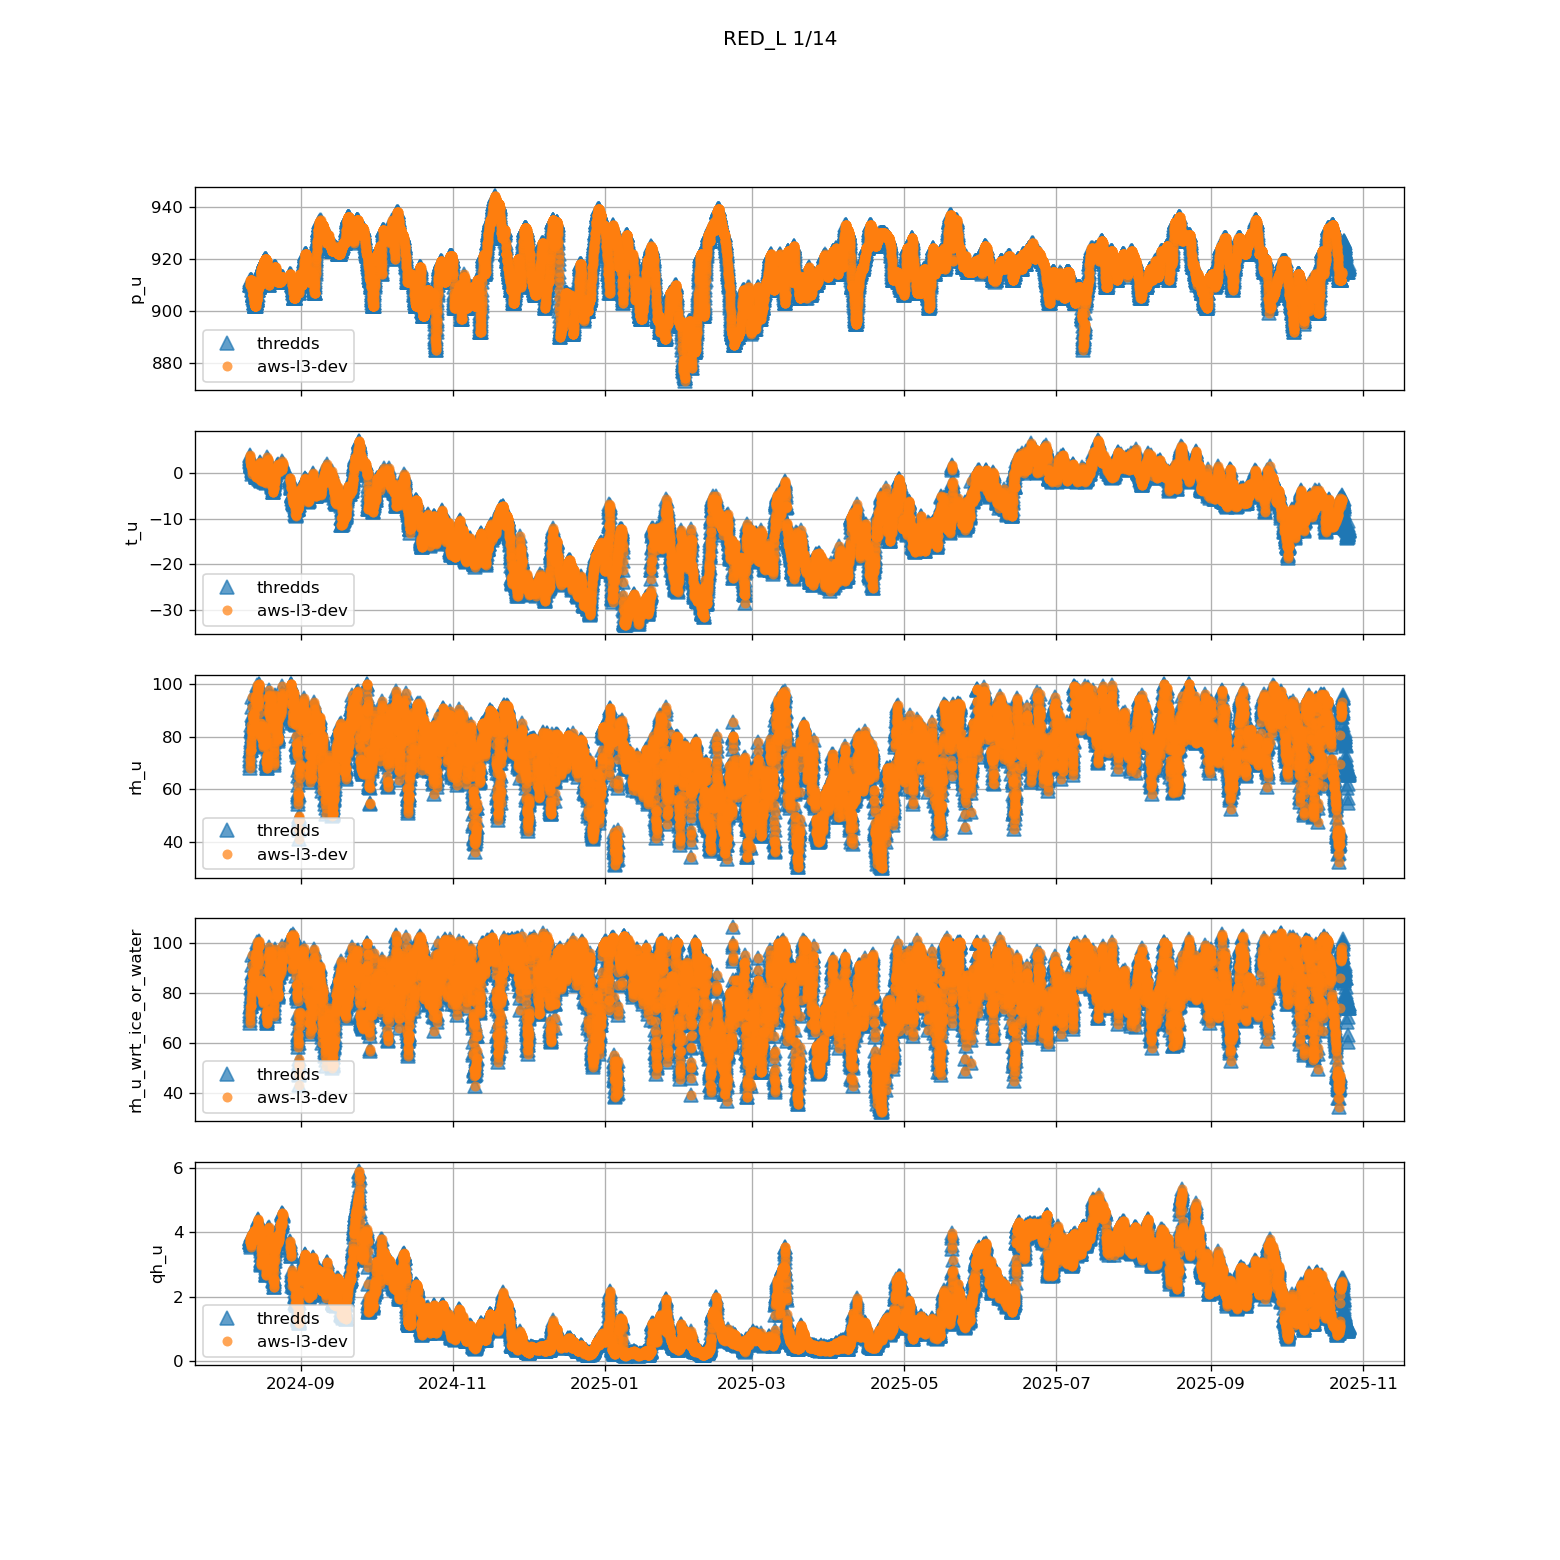 RED_L 1/14
940
920
900
880
p_u
thredds
aws-l3-dev
0
−10
−20
−30
t_u
thredds
aws-l3-dev
100
80
60
40
rh_u
thredds
aws-l3-dev
100
80
60
40
rh_u_wrt_ice_or_water
thredds
aws-l3-dev
6
4
2
0
qh_u
thredds
aws-l3-dev
2024-09 2024-11 2025-01 2025-03 2025-05 2025-07 2025-09 2025-11